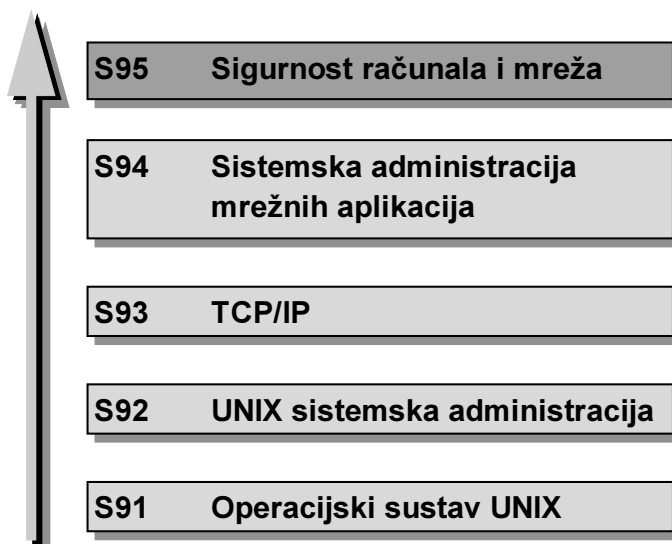 S95 Sigurnost računala i mreža
S94 Sistemska administracija
mrežnih aplikacija
S93 TCP/IP
S92 UNIX sistemska administracija
S91 Operacijski sustav UNIX